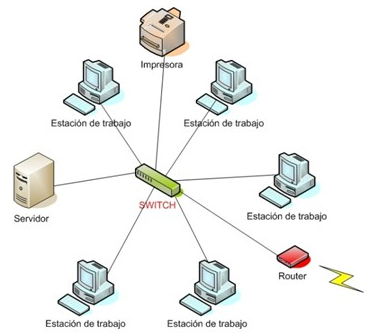 Impresora
Estación de trabajo
Estación de trabajo
SWITCH
Servidor
Estación de trabajo
Router
Estación de trabajo
Estación de trabajo